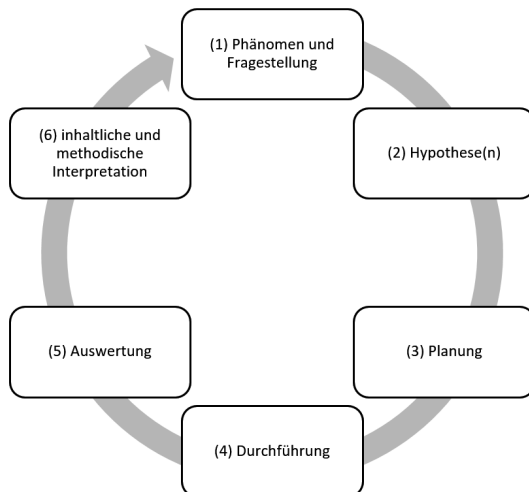 (1) Phänomen und
Fragestellung
(2) Hypothese(n)
(3) Planung
(4) Durchführung
(5) Auswertung
(6) inhaltliche und
methodische
Interpretation